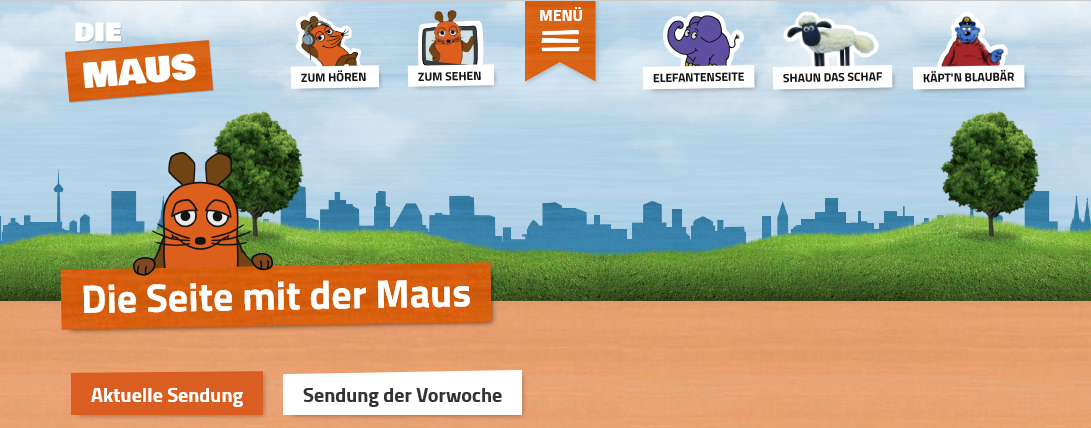 DIE
MAUS
ZUM HÖREN
ZUM SEHEN
MENÜ
ELEFANTENSEITE
SHAUN DAS SCHAF
KÄPT'N BLAUBÄR
Die Seite mit der Maus
Aktuelle Sendung
Sendung der Vorwoche